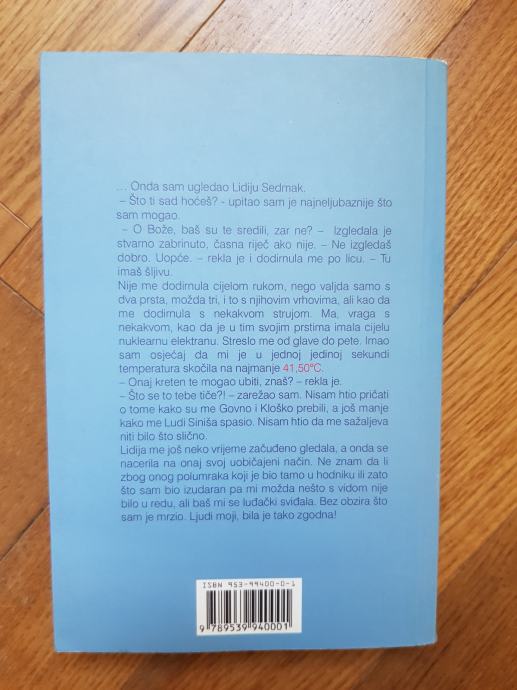 ... Onda sam ugledao Lidiju Sedmak.
– Što ti sad hoćeš? - upitao sam je najneljubaznije što
sam mogao.
– O Bože, baš su te sredili, zar ne? – Izgledala je
stvarno zabrinuto, časna riječ ako nije. – Ne izgledaš
dobro. Uopće. – rekla je i dodirnula me po licu. – Tu
imaš šljivu.
Nije me dodirnula cijelom rukom, nego valjda samo s
dva prsta, možda tri, i to s njihovim vrhovima, ali kao da
me dodirnula s nekakvom strujom. Ma, vraga s
nekakvom, kao da je u tim svojim prstima imala cijelu
nuklearnu elektranu. Streslo me od glave do pete. Imao
sam osjećaj da mi je u jednoj jedinoj sekundi
temperatura skočila na najmanje 41,50°C.
– Onaj kreten te mogao ubiti, znaš? – rekla je.
– Što se to tebe tiče?! – zarežao sam. Nisam htio pričati
o tome kako su me Govno i Kloško prebili, a još manje
kako me Ludi Siniša spasio. Nisam htio da me sažaljeva
niti bilo što slično.
Lidija me još neko vrijeme začuđeno gledala, a onda se
nacerila na onaj svoj uobičajeni način. Ne znam da li
zbog onog polumraka koji je bio tamo u hodniku ili zato
što sam bio izudaran pa mi možda nešto s vidom nije
bilo u redu, ali baš mi se luđački sviđala. Bez obzira što
sam je mrzio. Ljudi moji, bila je tako zgodna!
ISBN 953-99400-0-1
9 789539 940001